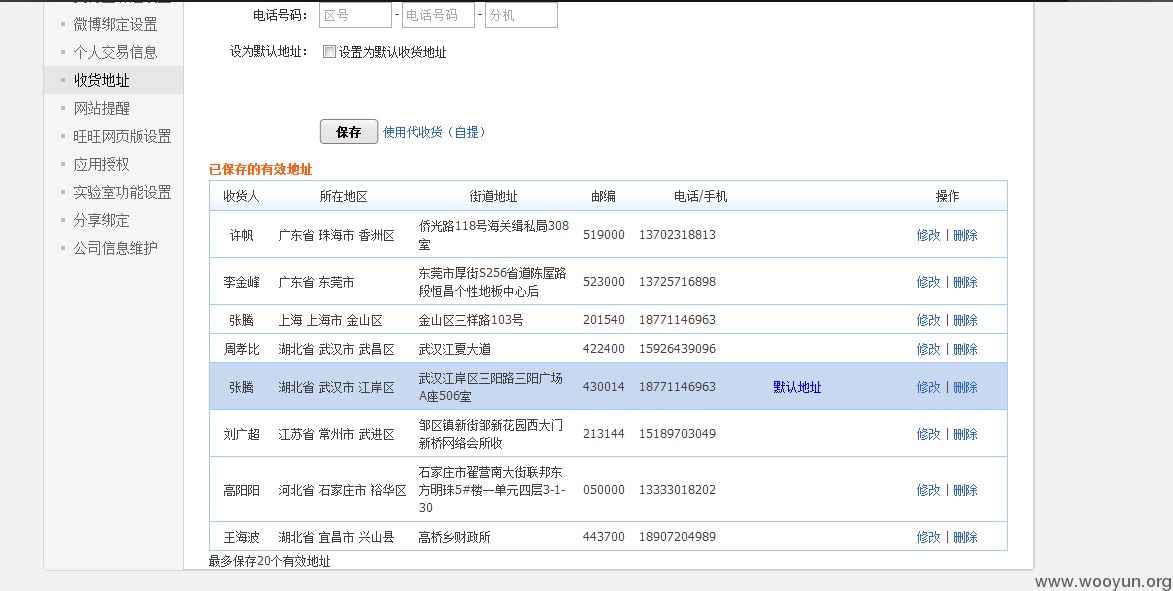 微博绑定设置
个人交易信息
收货地址
网站提醒
旺旺网页版设置
应用授权
实验室功能设置
分享绑定
公司信息维护
电话号码： 区号 - 电话号码 - 分机
设为默认地址： 设置为默认收货地址
保存 使用代收货（自提）
已保存的有效地址
收货人 所在地区 街道地址 邮编 电话/手机 操作
许帆 广东省 珠海市 香洲区 侨光路118号海关缉私局308
室 519000 13702318813 修改 | 删除
李金峰 广东省 东莞市 东莞市厚街S256省道陈屋路
段恒昌个性地板中心后 523000 13725716898 修改 | 删除
张腾 上海 上海市 金山区 金山区三样路103号 201540 18771146963 修改 | 删除
周孝比 湖北省 武汉市 武昌区 武汉江夏大道 422400 15926439096 修改 | 删除
张腾 湖北省 武汉市 江岸区 武汉江岸区三阳路三阳广场
A座506室 430014 18771146963 默认地址 修改 | 删除
刘广超 江苏省 常州市 武进区 邹区镇新街邹新花园西大门
新桥网络会所收 213144 15189703049 修改 | 删除
高阳阳 河北省 石家庄市 裕华区 石家庄市翟营南大街联邦东
方明珠5#楼一单元四层3-1-
30 050000 13333018202 修改 | 删除
王海波 湖北省 宜昌市 兴山县 高桥乡财政所 443700 18907204989 修改 | 删除
最多保存20个有效地址
www.wooyun.org